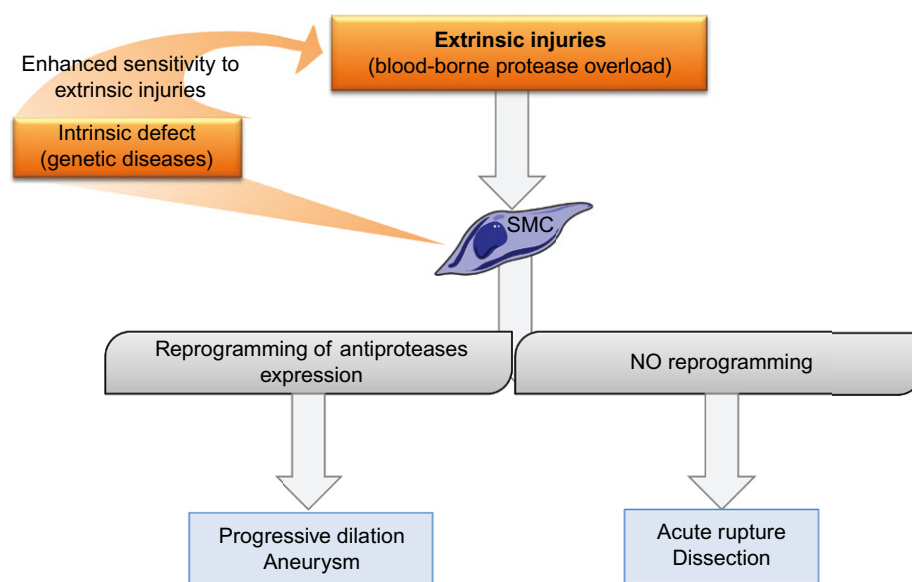 Extrinsic injuries
(blood-borne protease overload)
Enhanced sensitivity to
extrinsic injuries
Intrinsic defect
(genetic diseases)
SMC
Reprogramming of antiproteases
expression
NO reprogramming
Progressive dilation
Aneurysm
Acute rupture
Dissection